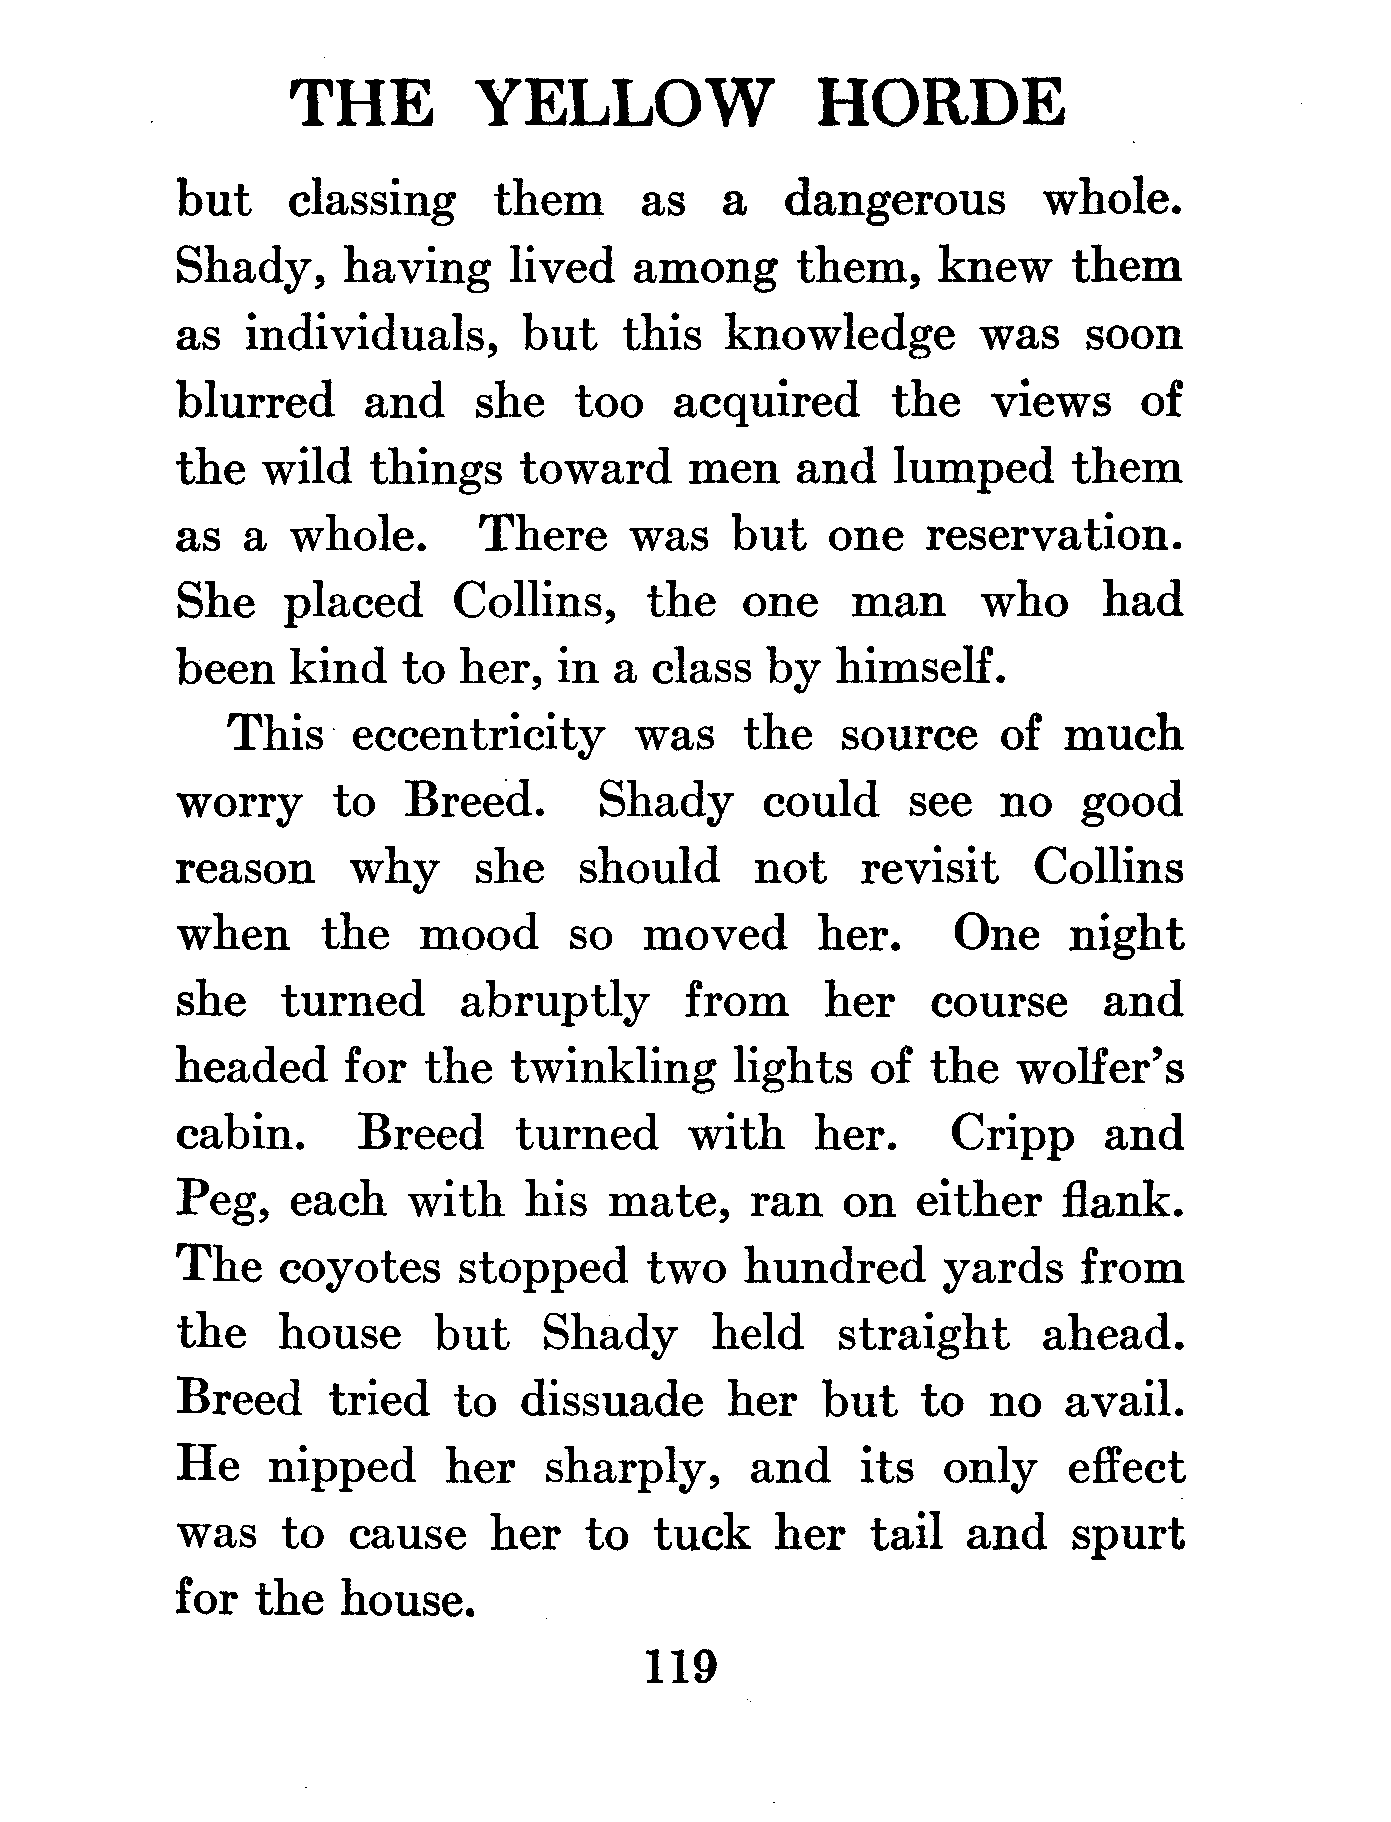 THE YELLOW HORDE
but classing them as a dangerous whole.
Shady, having lived among them, knew them
as individuals, but this knowledge was soon
blurred and she too acquired the views of
the wild things toward men and lumped them
as a whole. There was but one reservation.
She placed Collins, the one man who had
been kind to her, in a class by himself.
This eccentricity was the source of much
worry to Breed. Shady could see no good
reason why she should not revisit Collins
when the mood so moved her. One night
she turned abruptly from her course and
headed for the twinkling lights of the wolfer's
cabin. Breed turned with her. Cripp and
Peg, each with his mate, ran on either flank.
The coyotes stopped two hundred yards from
the house but Shady held straight ahead.
Breed tried to dissuade her but to no avail.
He nipped her sharply, and its only effect
was to cause her to tuck her tail and spurt
for the house.
119